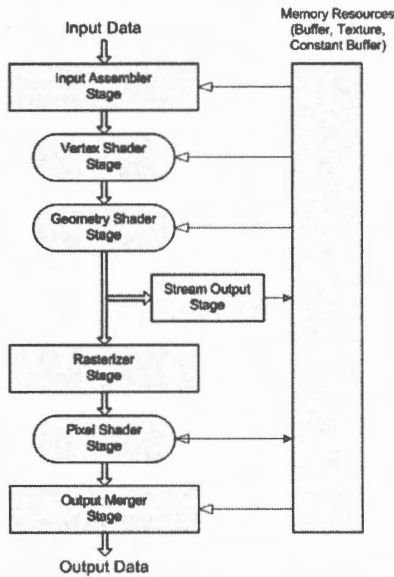 Input Data
Memory Resources
(Buffer, Texture,
Constant Buffer)
Input Assembler
Stage
Vertex Shader
Stage
Geometry Shader
Stage
Stream Output
Stage
Rasterizer
Stage
Pixel Shader
Stage
Output Merger
Stage
Output Data